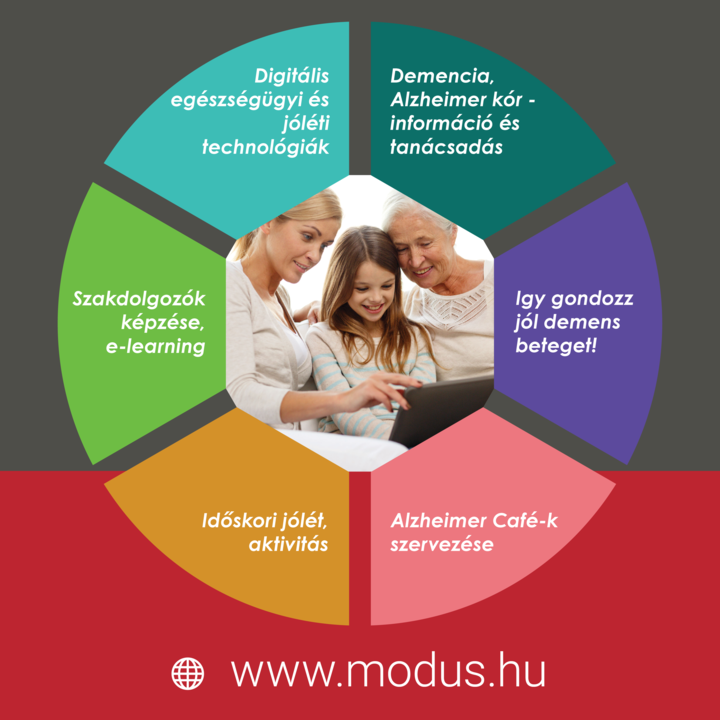 Digitális
egészségügyi és
jóléti
technológiák
Demencia,
Alzheimer kór -
információ és
tanácsadás
Szakdolgozók
képzése,
e-learning
Igy gondozz
jól demens
beteget!
Időskori jólét,
aktivitás
Alzheimer Café-k
szervezése
www.modus.hu